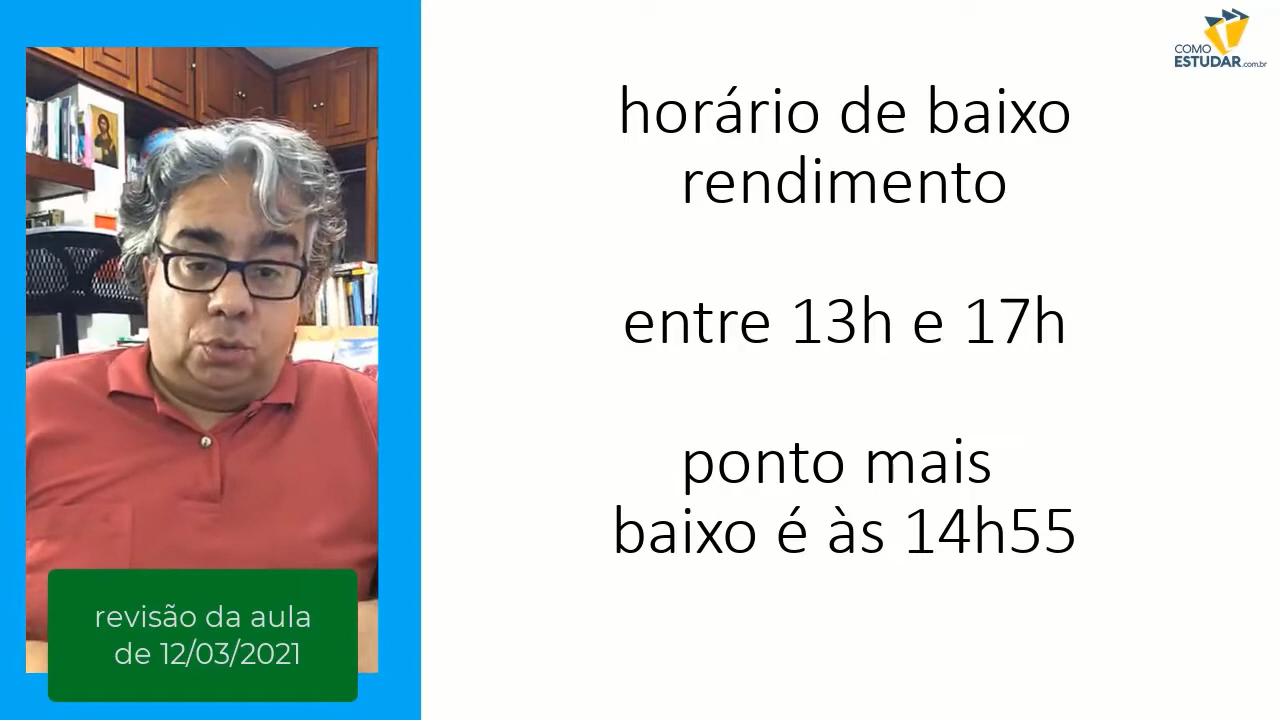 COMO
ESTUDAR.com.br
horário de baixo
rendimento
entre 13h e 17h
ponto mais
baixo é às 14h55
revisão da aula
de 12/03/2021